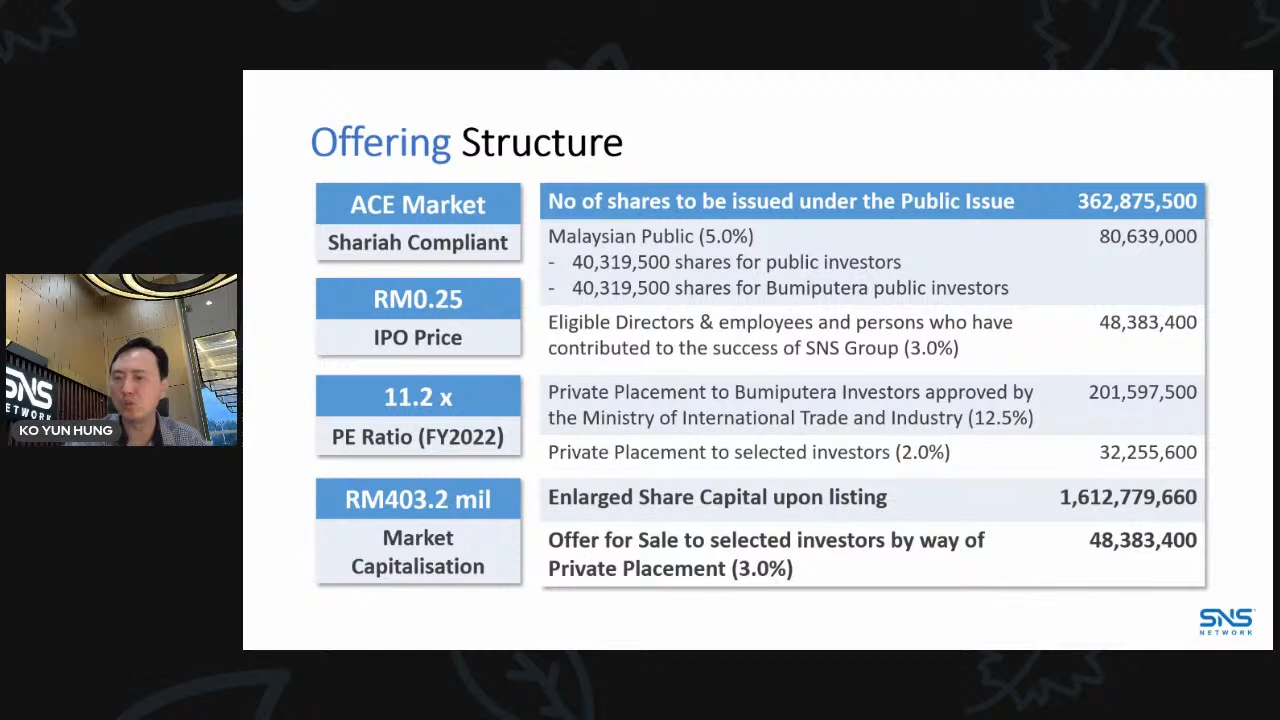 Offering Structure
ACE Market
Shariah Compliant
RM0.25
IPO Price
11.2 x
PE Ratio (FY2022)
RM403.2 mil
Market
Capitalisation
No of shares to be issued under the Public Issue 362,875,500
Malaysian Public (5.0%) 80,639,000
- 40,319,500 shares for public investors
- 40,319,500 shares for Bumiputera public investors
Eligible Directors & employees and persons who have 48,383,400
contributed to the success of SNS Group (3.0%)
Private Placement to Bumiputera Investors approved by 201,597,500
the Ministry of International Trade and Industry (12.5%)
Private Placement to selected investors (2.0%) 32,255,600
Enlarged Share Capital upon listing 1,612,779,660
Offer for Sale to selected investors by way of 48,383,400
Private Placement (3.0%)
SNS
NETWORK
SNS
ETWORK
KO YUN HUNG